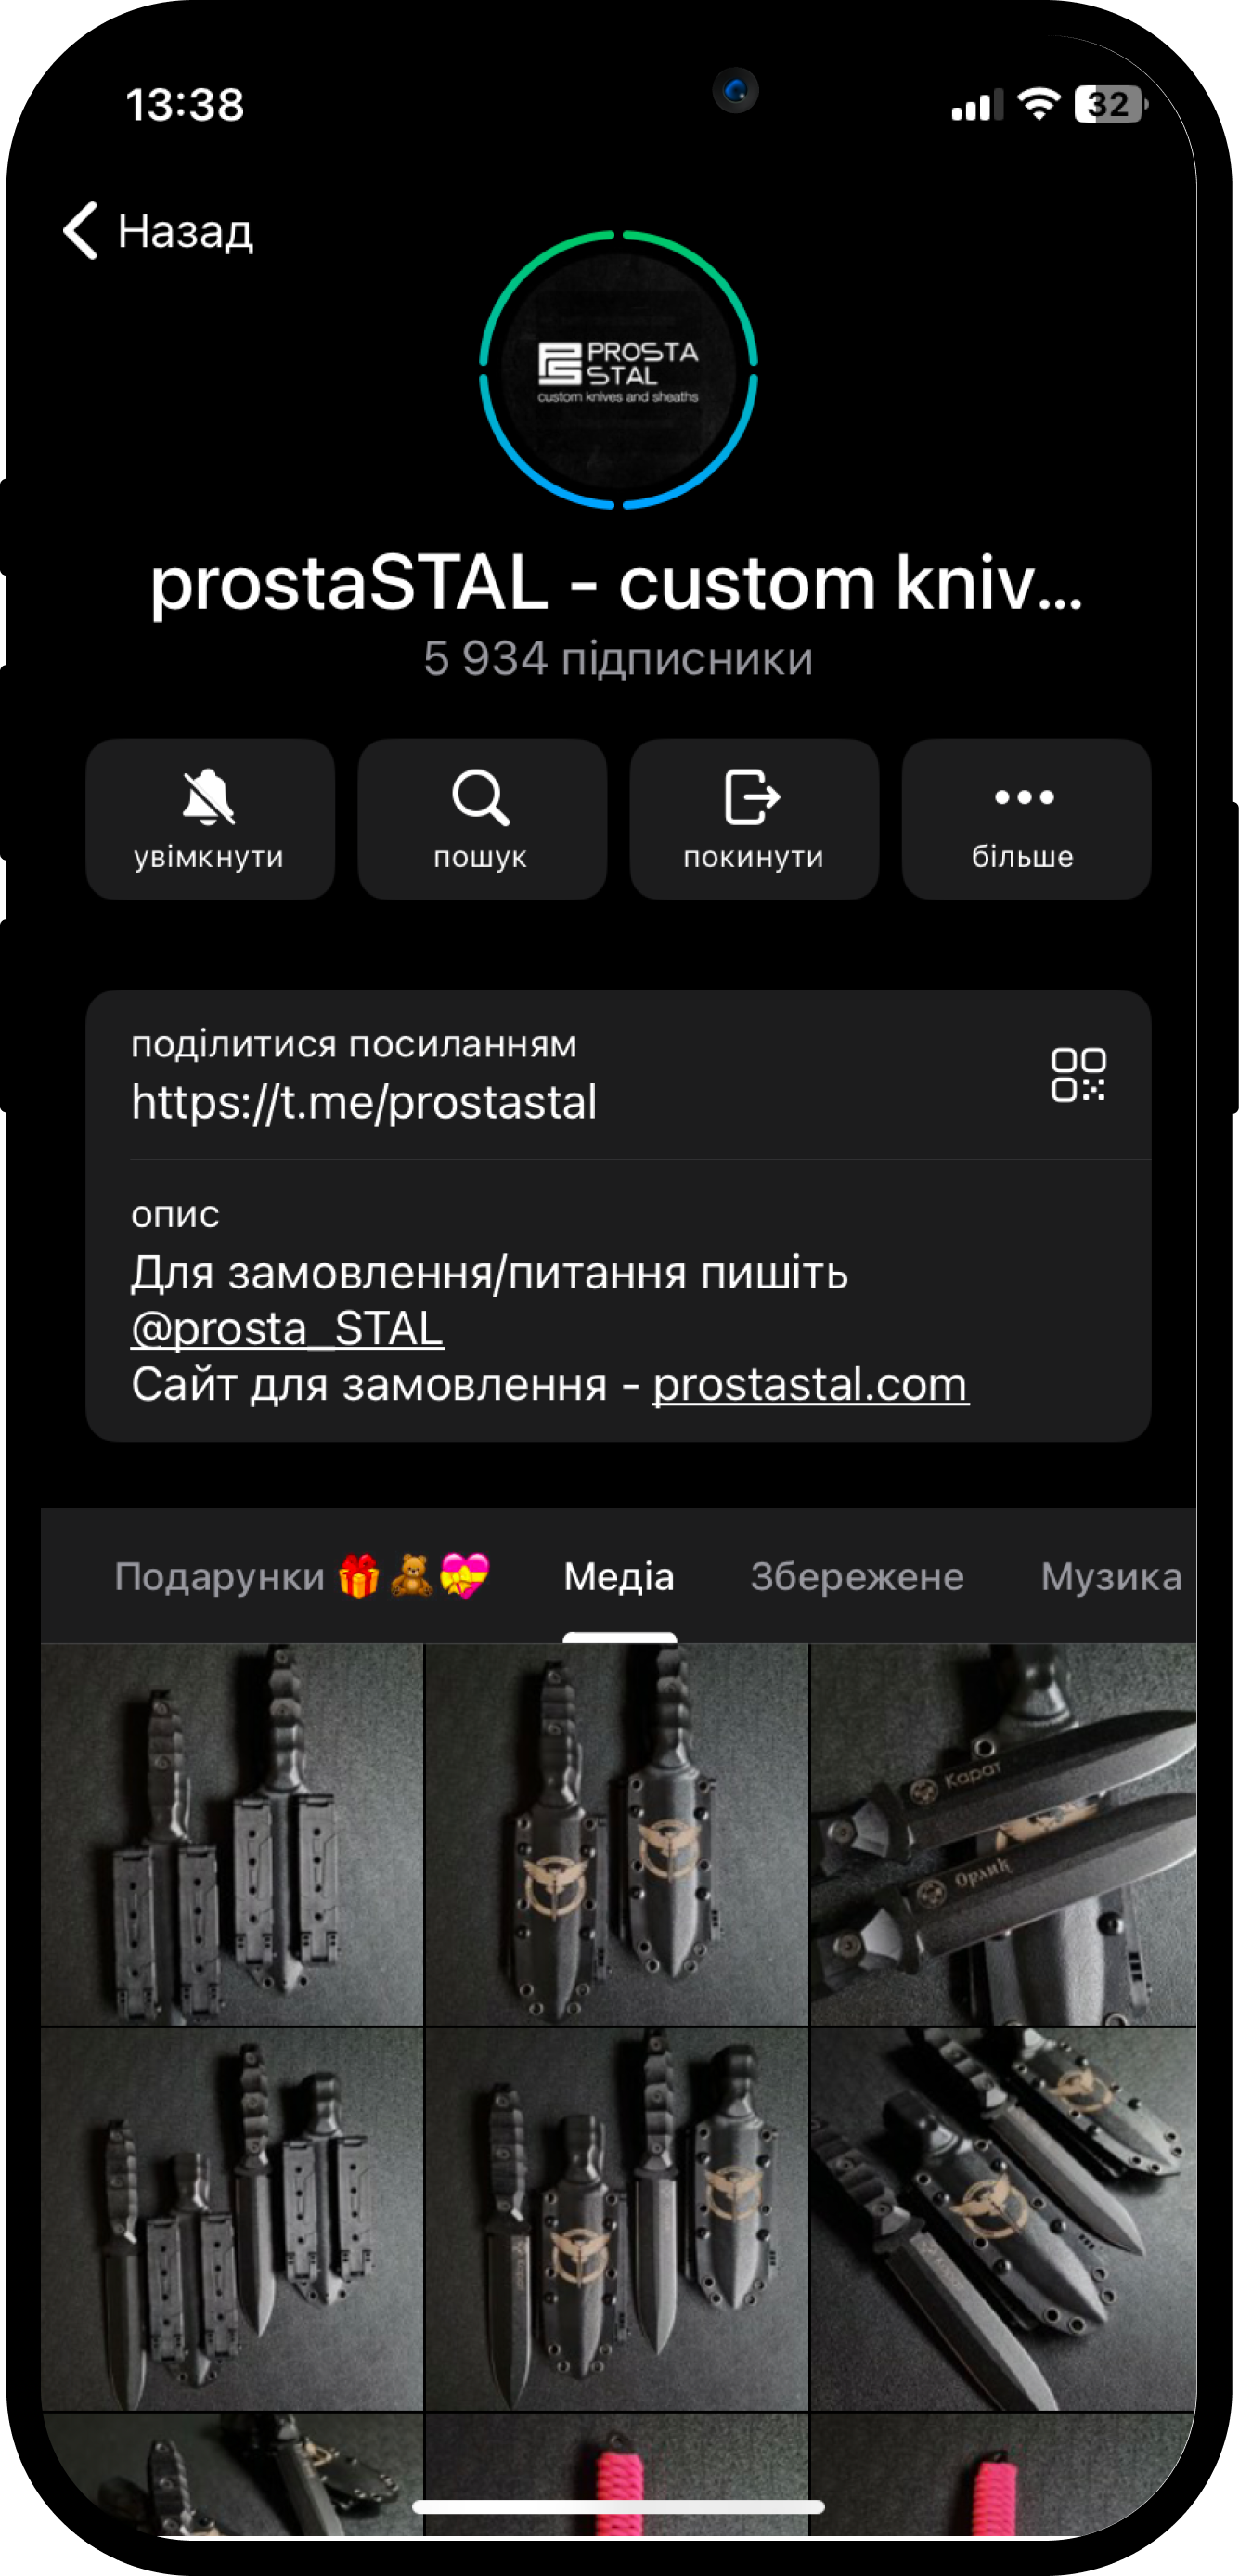 13:38
32
Назад
PROSTA
STAL
custom knives and sheaths
prostaSTAL - custom kniv...
5 934 підписники
увімкнути
пошук
покинути
більше
поділитися посиланням
https://t.me/prostastal
опис
Для замовлення/питання пишіть
@prosta_STAL
Сайт для замовлення - prostastal.com
Подарунки 🎁🧸💝
Медіа
Збережене
Музика
Карат
Орлик